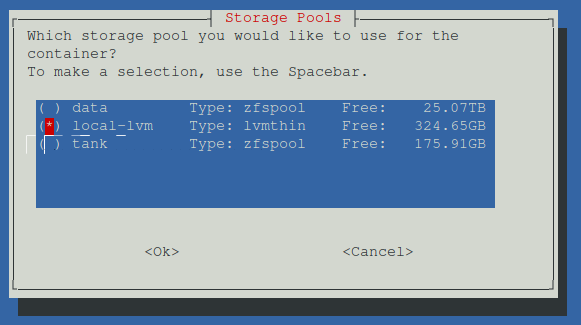 Storage Pools
Which storage pool you would like to use for the
container?
To make a selection, use the Spacebar.
( ) data Type: zfspool Free: 25.07TB
(*) local-lvm Type: lvmthin Free: 324.65GB
( ) tank Type: zfspool Free: 175.91GB
<Ok> <Cancel>